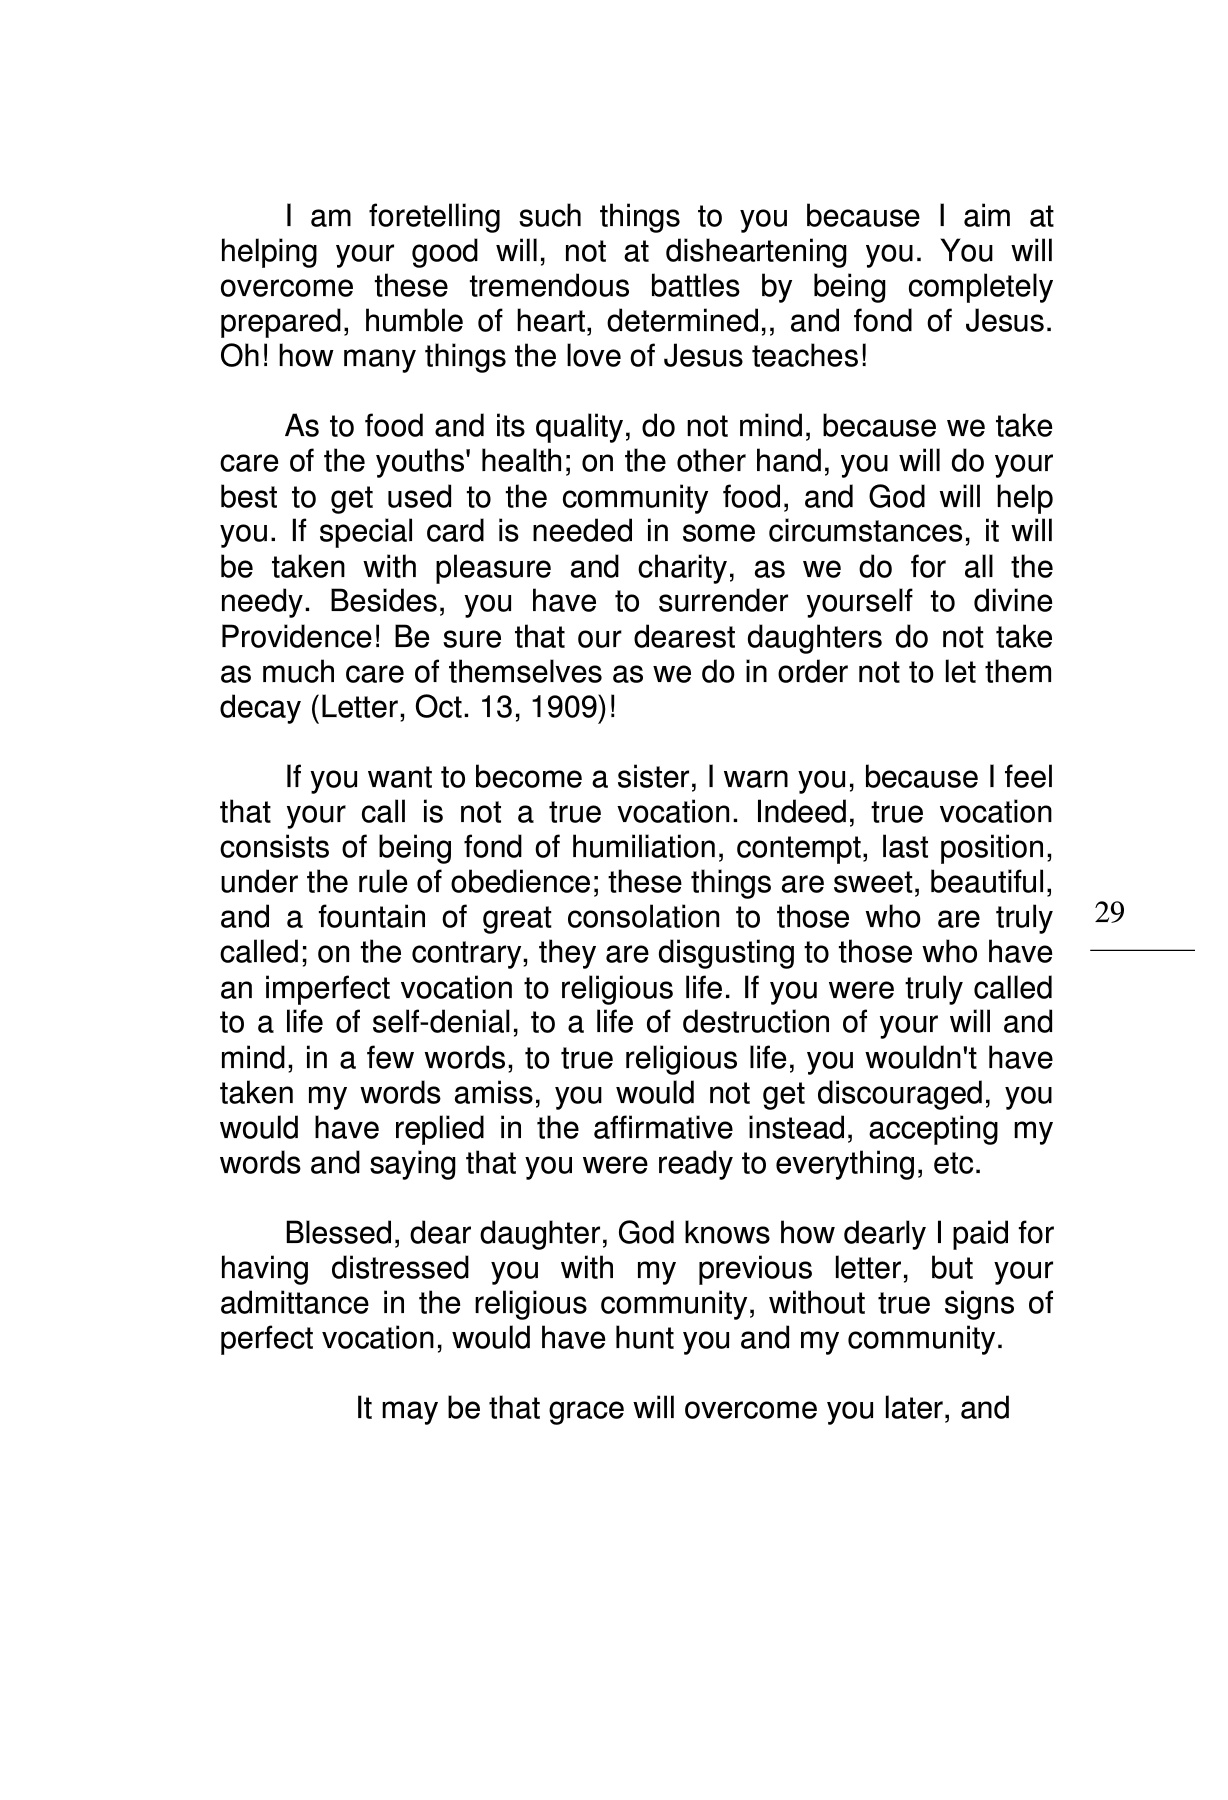 I am foretelling such things to you because I aim at
helping your good will, not at disheartening you. You will
overcome these tremendous battles by being completely
prepared, humble of heart, determined,, and fond of Jesus.
Oh! how many things the love of Jesus teaches!
As to food and its quality, do not mind, because we take
care of the youths' health; on the other hand, you will do your
best to get used to the community food, and God will help
you. If special card is needed in some circumstances, it will
be taken with pleasure and charity, as we do for all the
needy. Besides, you have to surrender yourself to divine
Providence! Be sure that our dearest daughters do not take
as much care of themselves as we do in order not to let them
decay (Letter, Oct. 13, 1909)!
If you want to become a sister, I warn you, because I feel
that your call is not a true vocation. Indeed, true vocation
consists of being fond of humiliation, contempt, last position,
under the rule of obedience; these things are sweet, beautiful,
and a fountain of great consolation to those who are truly
called; on the contrary, they are disgusting to those who have
an imperfect vocation to religious life. If you were truly called
to a life of self-denial, to a life of destruction of your will and
mind, in a few words, to true religious life, you wouldn't have
taken my words amiss, you would not get discouraged, you
would have replied in the affirmative instead, accepting my
words and saying that you were ready to everything, etc.
Blessed, dear daughter, God knows how dearly I paid for
having distressed you with my previous letter, but your
admittance in the religious community, without true signs of
perfect vocation, would have hunt you and my community.
It may be that grace will overcome you later, and
29